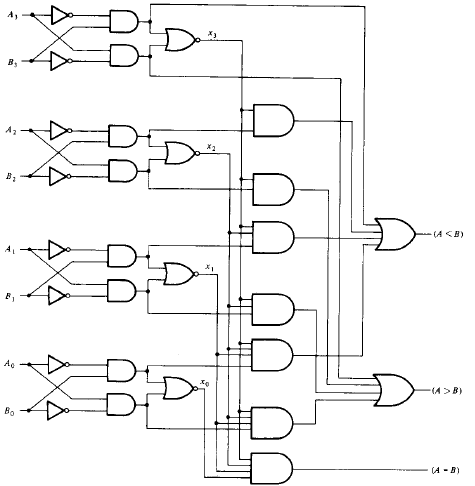 A₃
x₃
B₃
A₂
x₂
B₂
(A < B)
A₁
x₁
B₁
A₀
x₀
(A > B)
B₀
(A = B)